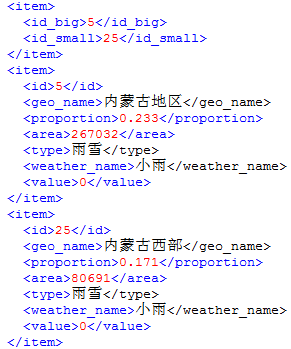 <item>
<id_big>5</id_big>
<id_small>25</id_small>
</item>
<item>
<id>5</id>
<geo_name>内蒙古地区</geo_name>
<proportion>0.233</proportion>
<area>267032</area>
<type>雨雪</type>
<weather_name>小雨</weather_name>
<value>0</value>
</item>
<item>
<id>25</id>
<geo_name>内蒙古西部</geo_name>
<proportion>0.171</proportion>
<area>80691</area>
<type>雨雪</type>
<weather_name>小雨</weather_name>
<value>0</value>
</item>